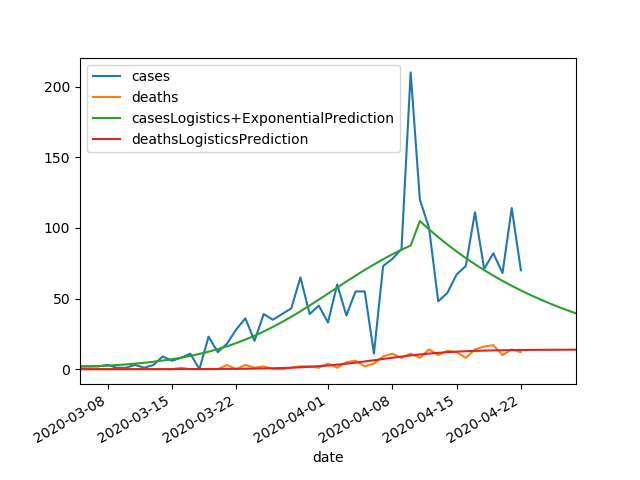 cases
deaths
casesLogistics+ExponentialPrediction
deathsLogisticsPrediction
200
150
100
50
0
2020-03-08
2020-03-15
2020-03-22
2020-04-01
2020-04-08
2020-04-15
2020-04-22
date